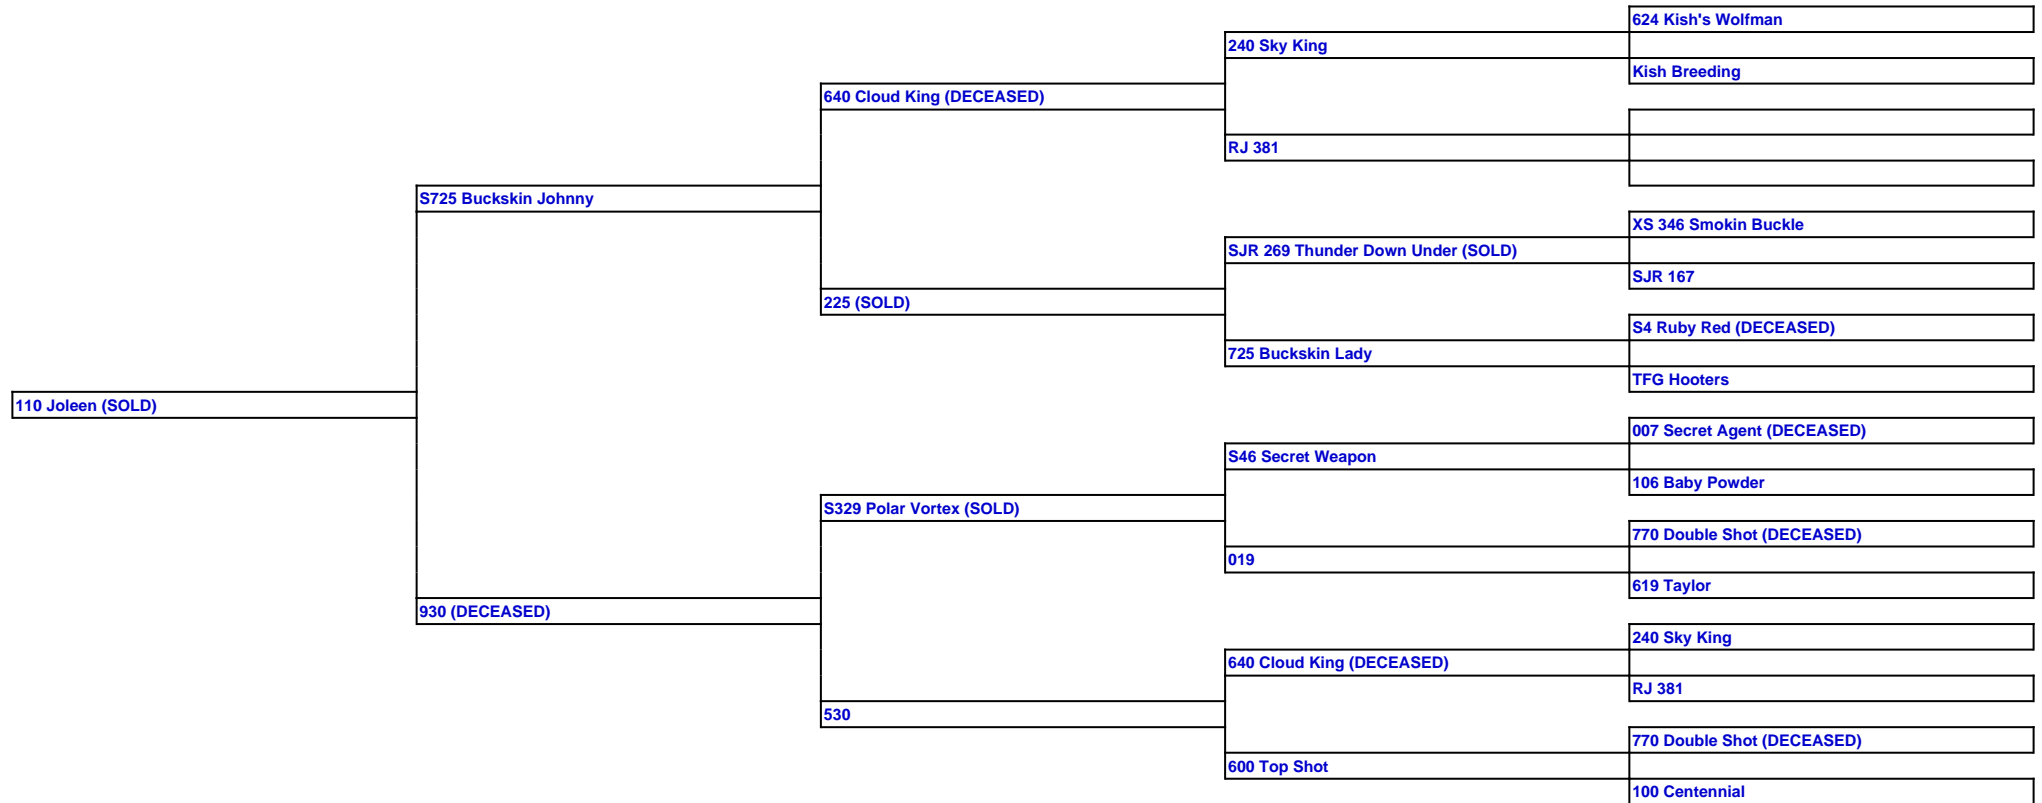 624 Kish's Wolfman
240 Sky King
Kish Breeding
640 Cloud King (DECEASED)
RJ 381
S725 Buckskin Johnny
XS 346 Smokin Buckle
SJR 269 Thunder Down Under (SOLD)
SJR 167
225 (SOLD)
S4 Ruby Red (DECEASED)
725 Buckskin Lady
TFG Hooters
110 Joleen (SOLD)
007 Secret Agent (DECEASED)
S46 Secret Weapon
106 Baby Powder
S329 Polar Vortex (SOLD)
770 Double Shot (DECEASED)
019
619 Taylor
930 (DECEASED)
240 Sky King
640 Cloud King (DECEASED)
RJ 381
530
770 Double Shot (DECEASED)
600 Top Shot
100 Centennial